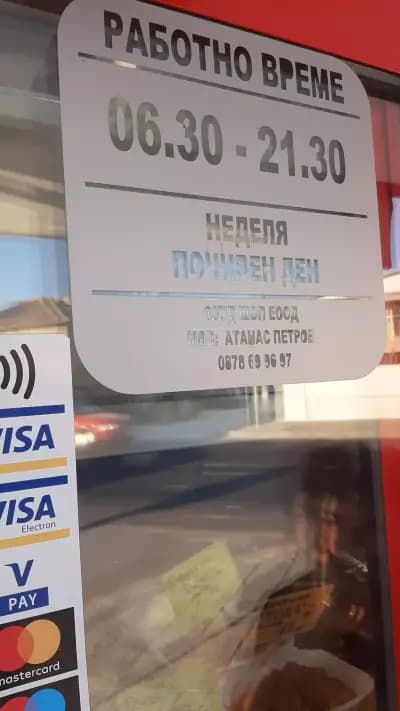 РАБОТНО ВРЕМЕ
06.30 - 21.30
НЕДЕЛЯ
ПОЧИВЕН ДЕН
ШОП ЕООД
АТАНАС ПЕТРОВ
0878 69 96 97
VISA
VISA
Electron
V
PAY
mastercard